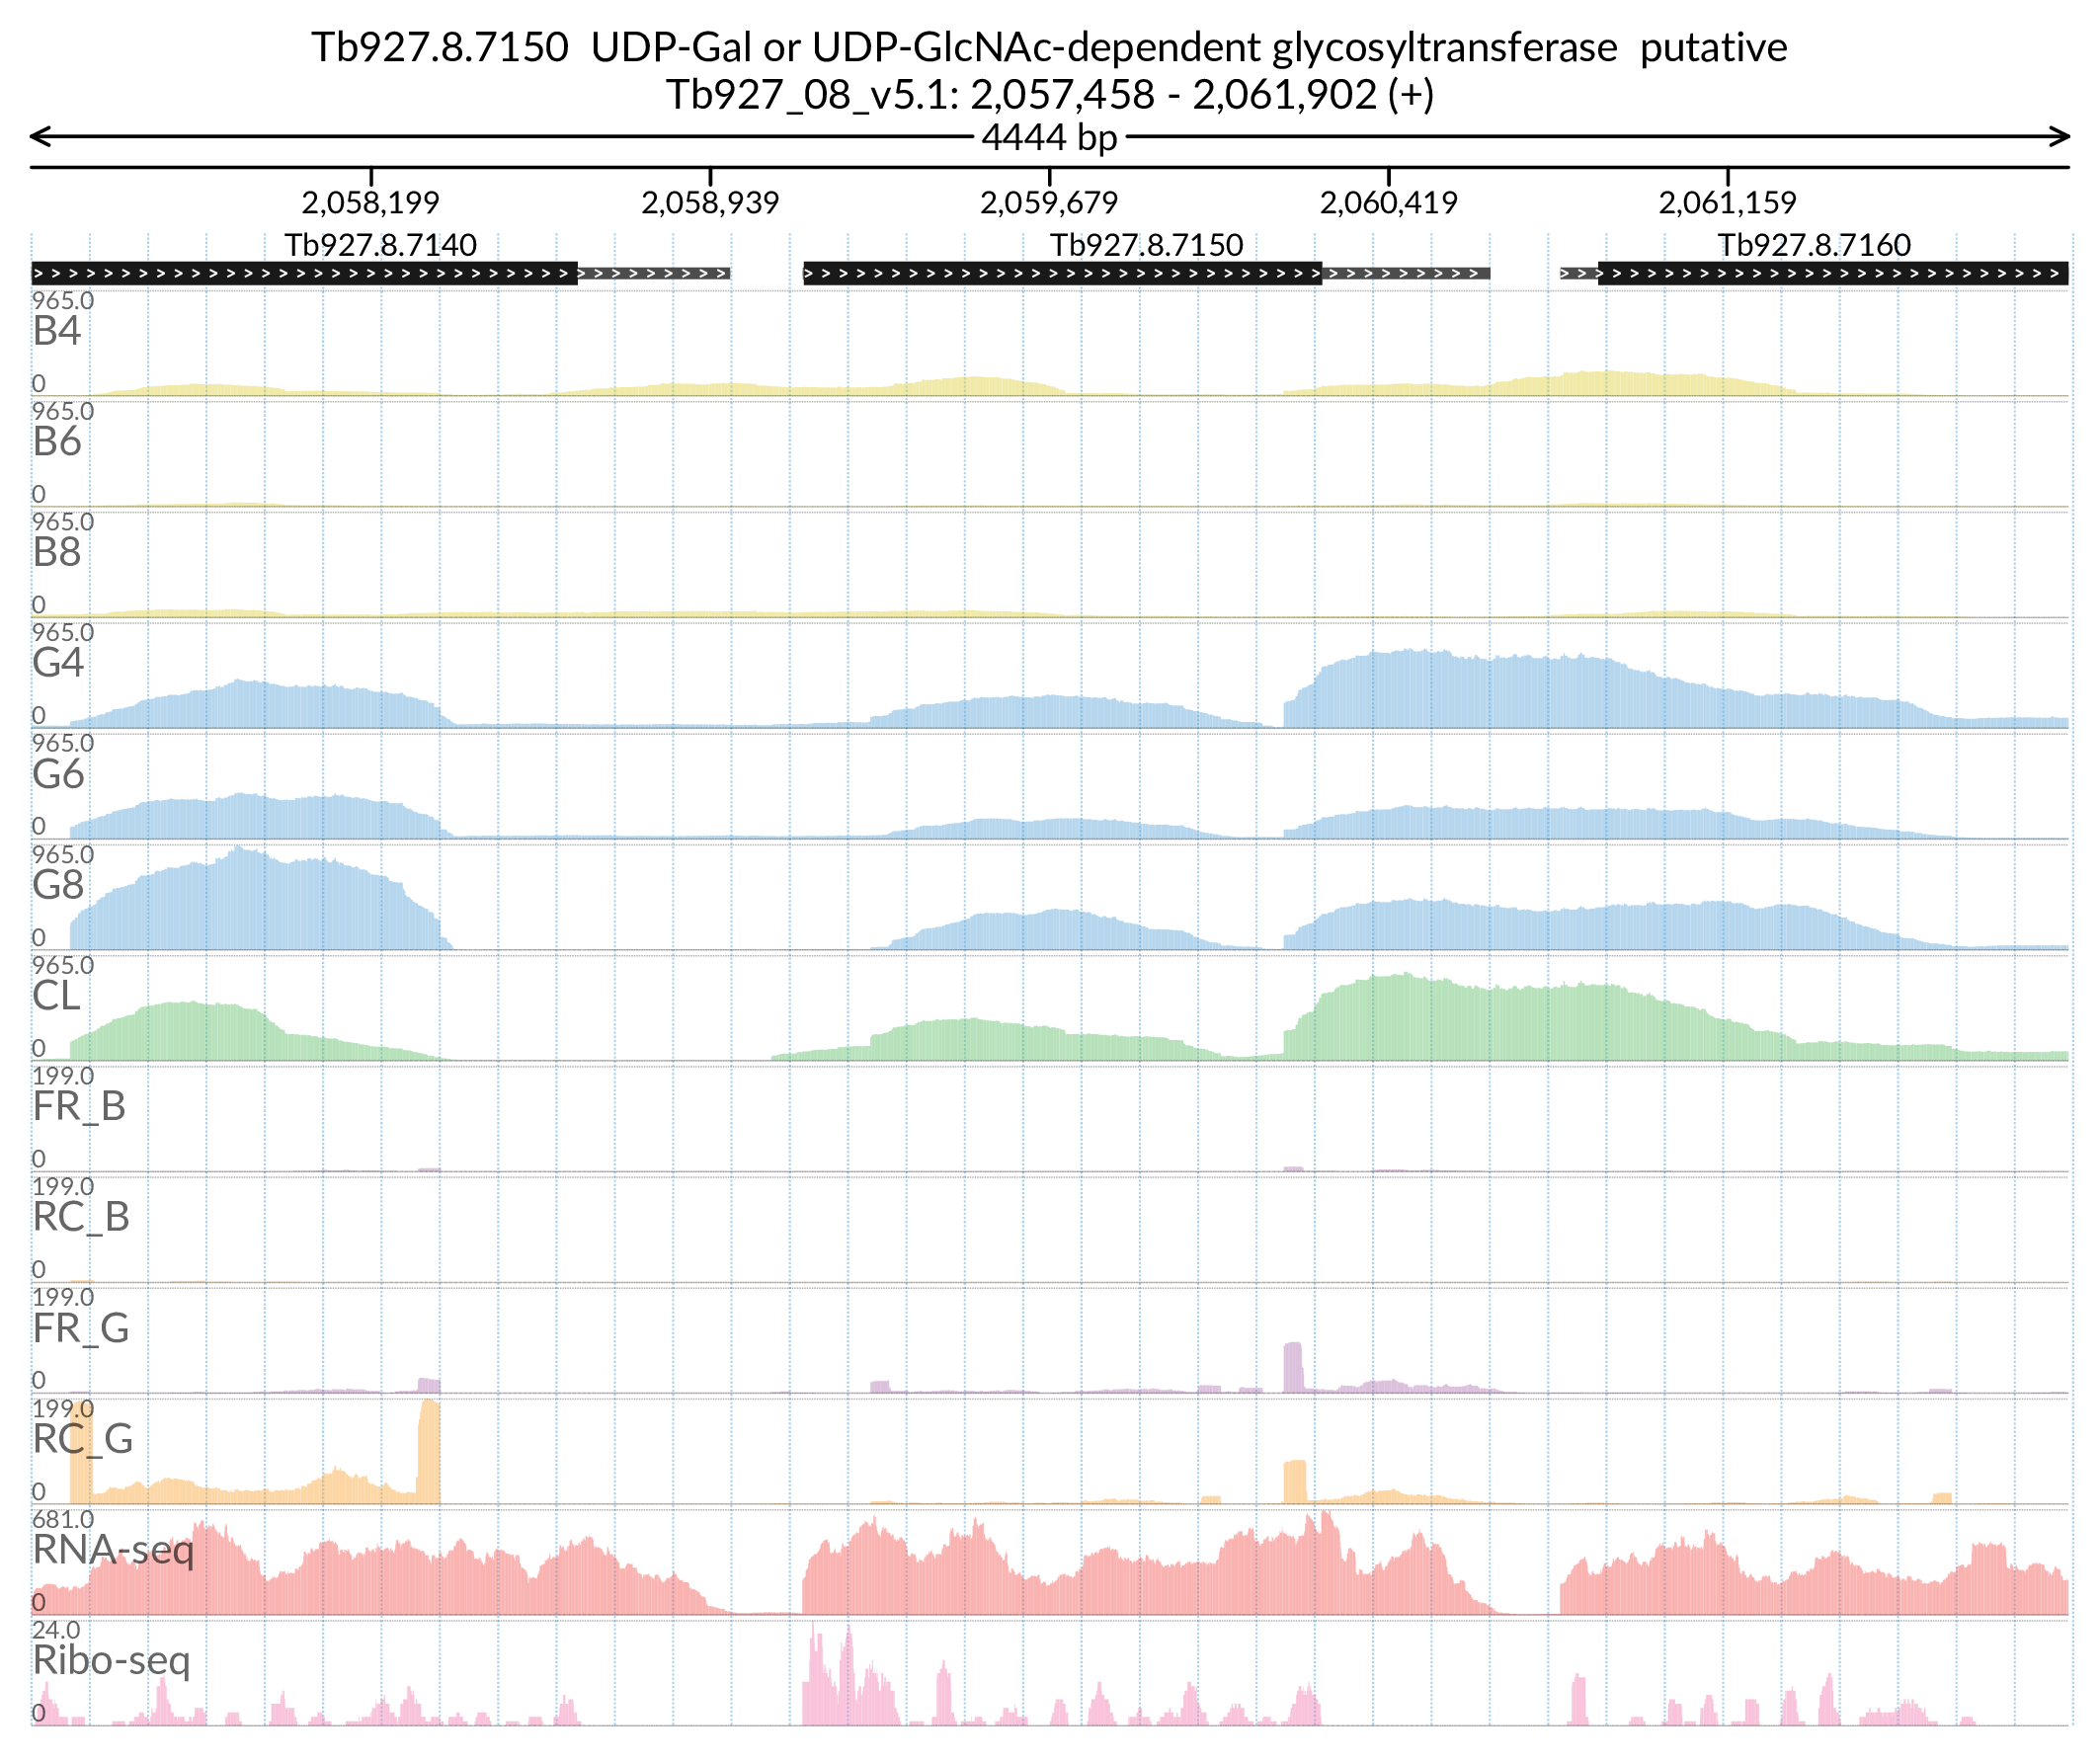 Tb927.8.7150  UDP-Gal or UDP-GlcNAc-dependent glycosyltransferase  putative
Tb927_08_v5.1: 2,057,458 - 2,061,902 (+)
4444 bp
2,058,199 2,058,939 2,059,679 2,060,419 2,061,159
Tb927.8.7140 Tb927.8.7150 Tb927.8.7160
965.0
B4
0
965.0
B6
0
965.0
B8
0
965.0
G4
0
965.0
G6
0
965.0
G8
0
965.0
CL
0
199.0
FR_B
0
199.0
RC_B
0
199.0
FR_G
0
199.0
RC_G
0
681.0
RNA-seq
0
24.0
Ribo-seq
0